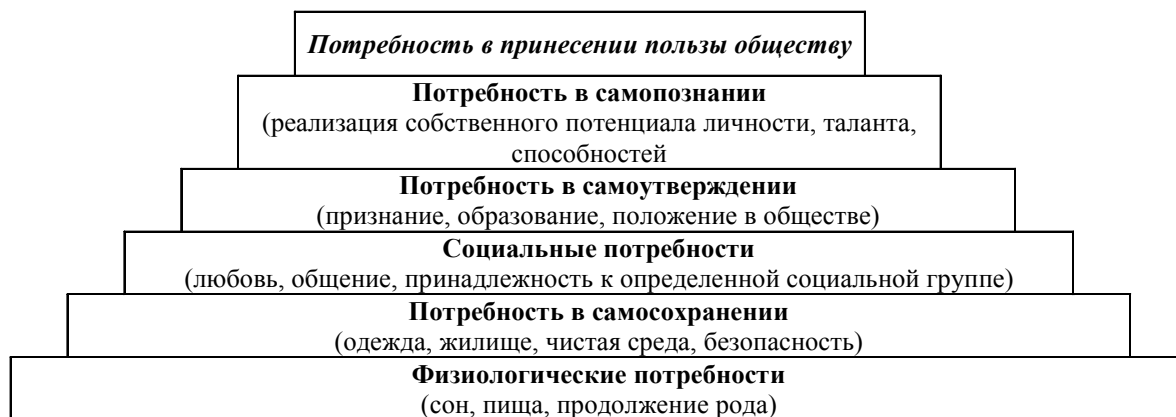 Потребность в принесении пользы обществу
Потребность в самопознании
(реализация собственного потенциала личности, таланта,
способностей
Потребность в самоутверждении
(признание, образование, положение в обществе)
Социальные потребности
(любовь, общение, принадлежность к определенной социальной группе)
Потребность в самосохранении
(одежда, жилище, чистая среда, безопасность)
Физиологические потребности
(сон, пища, продолжение рода)